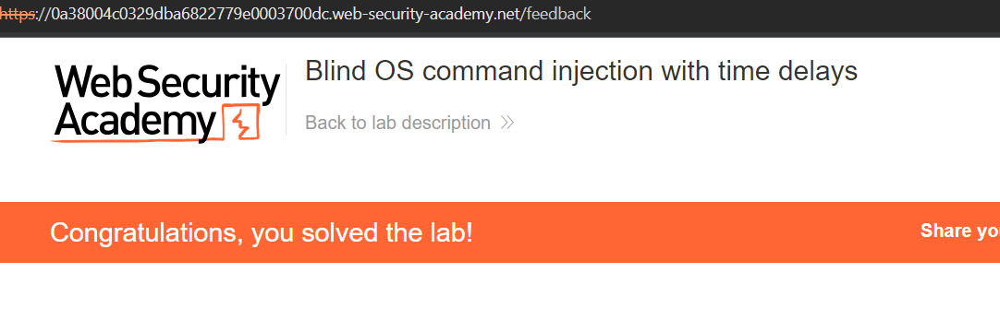 https://0a38004c0329dba6822779e0003700dc.web-security-academy.net/feedback
Web Security
Academy
Blind OS command injection with time delays
Back to lab description
Congratulations, you solved the lab!
Share yo